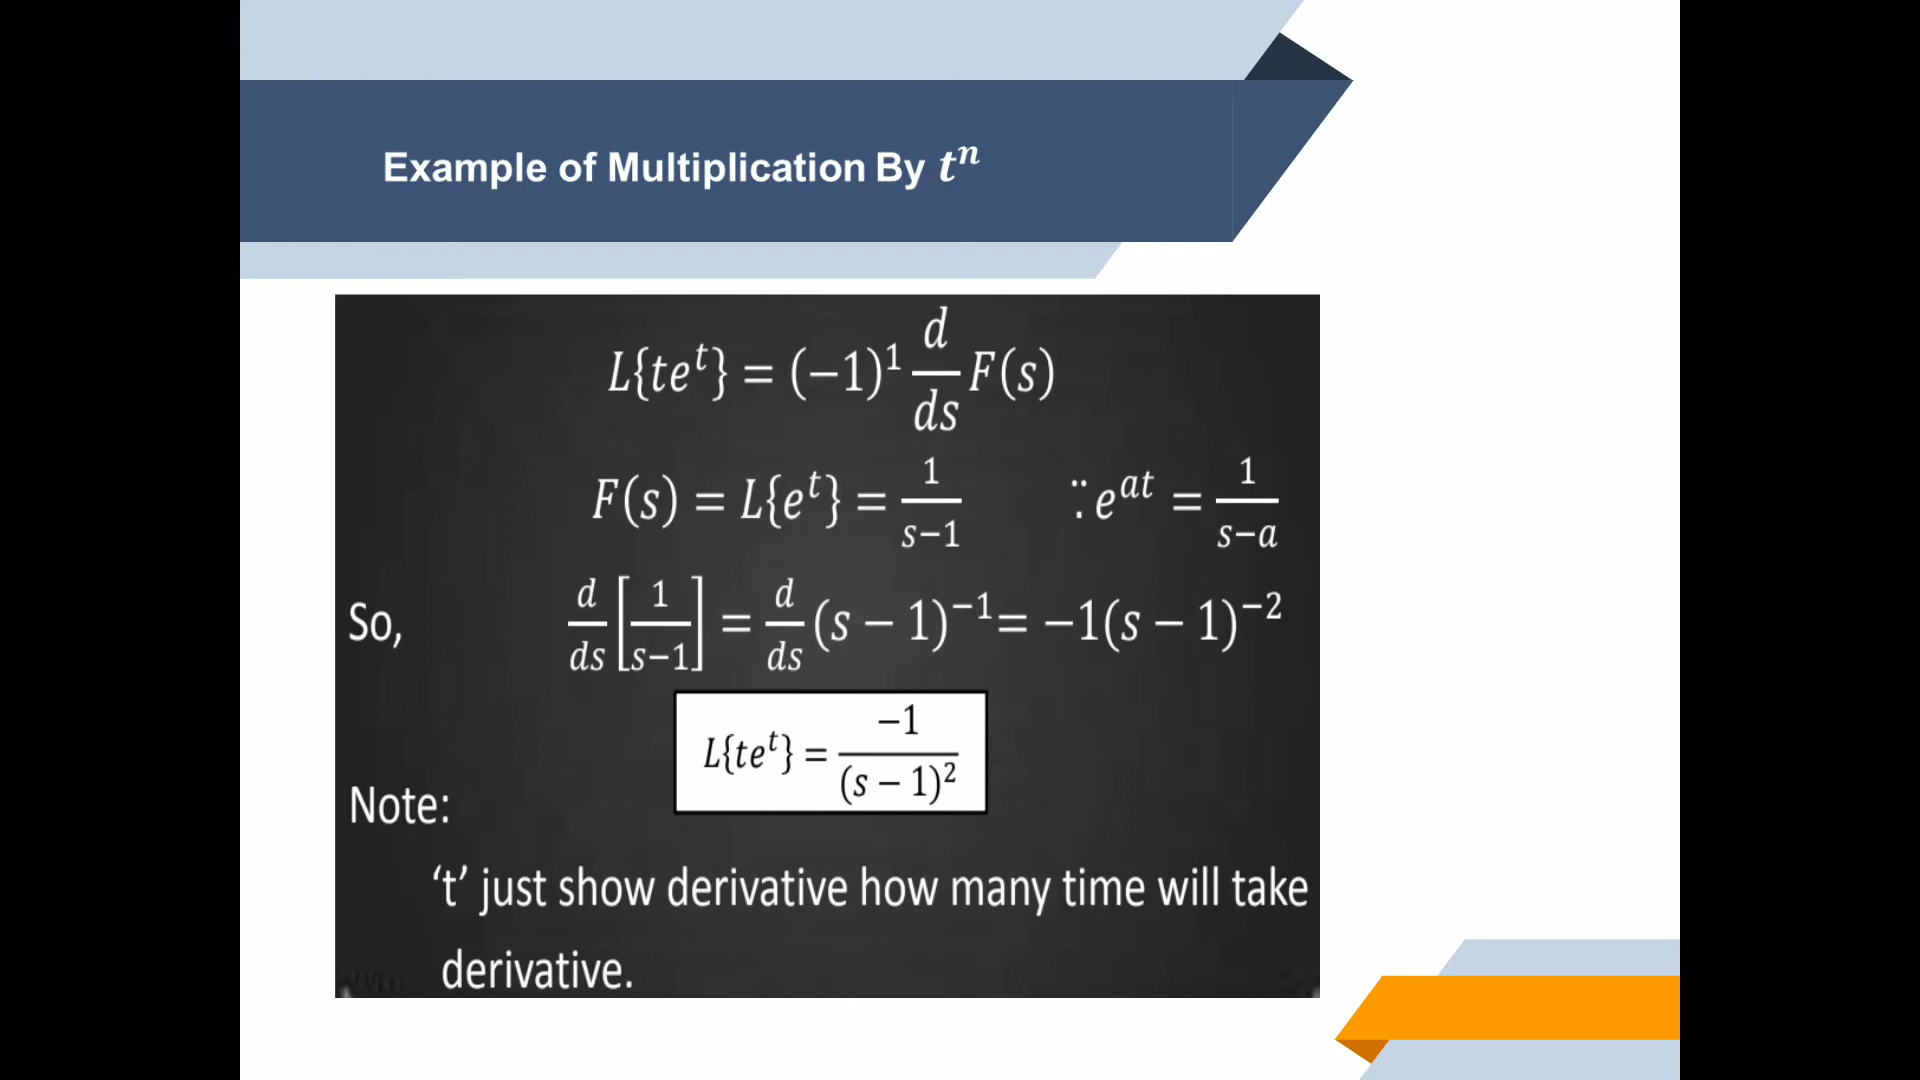 Example of Multiplication By tⁿ
L{teᵗ} = (−1)¹ d/ds F(s)
F(s) = L{eᵗ} = 1/(s−1)    ∵ eᵃᵗ = 1/(s−a)
So, d/ds [1/(s−1)] = d/ds (s − 1)⁻¹= −1(s − 1)⁻²
L{teᵗ} = −1/(s − 1)²
Note:
‘t’ just show derivative how many time will take
derivative.